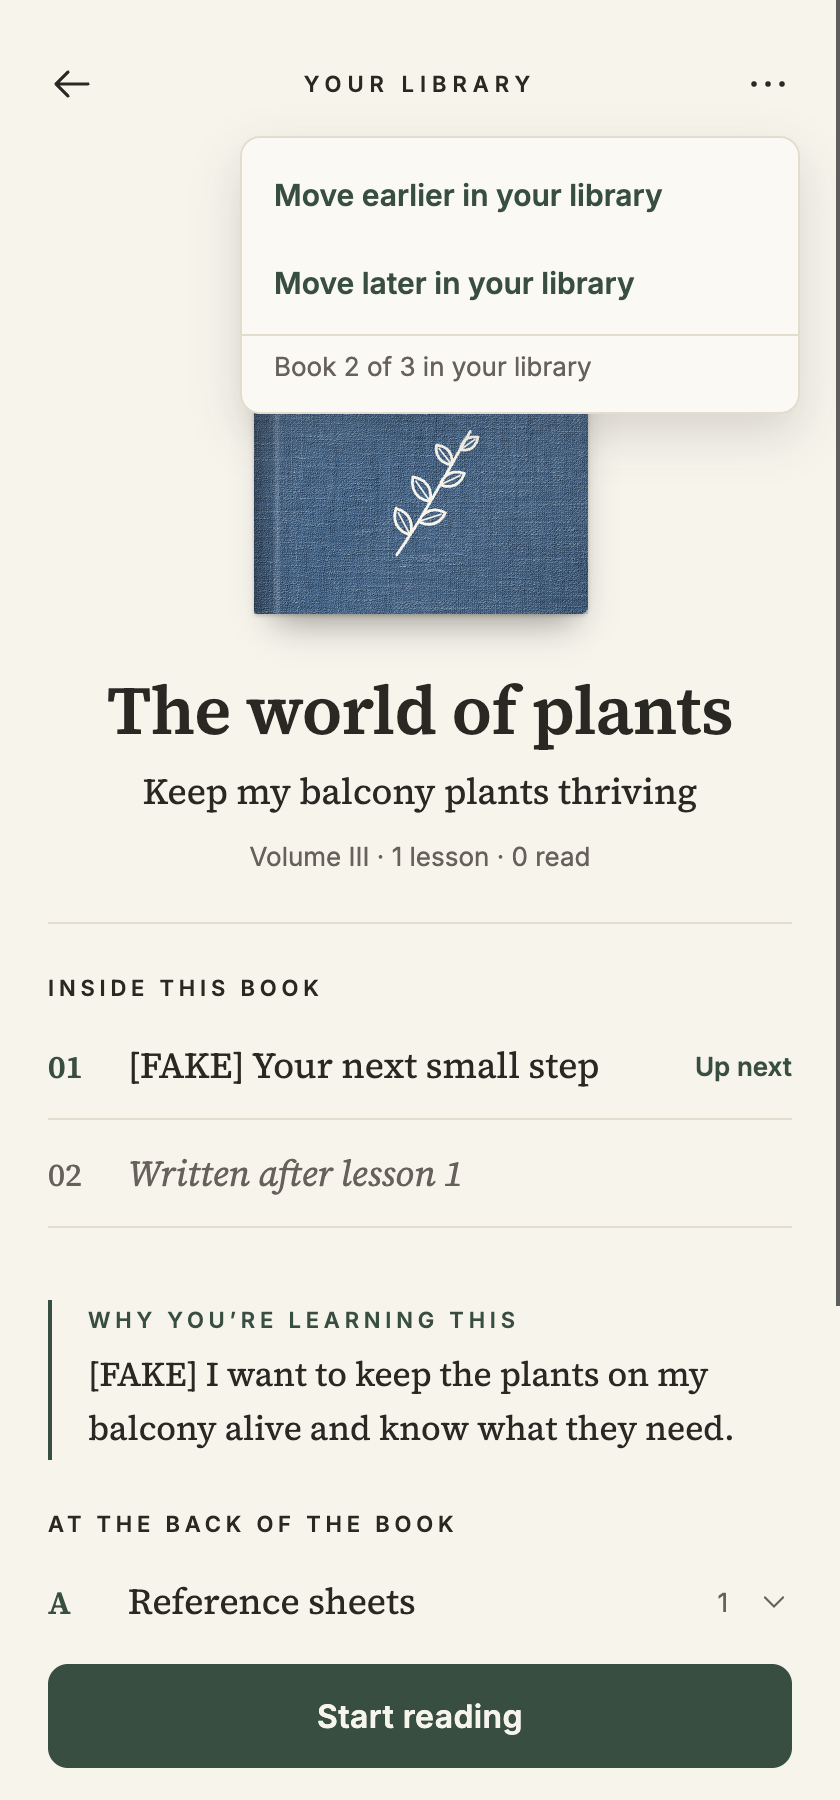 YOUR LIBRARY
Move earlier in your library
Move later in your library
Book 2 of 3 in your library
The world of plants
Keep my balcony plants thriving
Volume III · 1 lesson · 0 read
INSIDE THIS BOOK
01 [FAKE] Your next small step Up next
02 Written after lesson 1
WHY YOU’RE LEARNING THIS
[FAKE] I want to keep the plants on my
balcony alive and know what they need.
AT THE BACK OF THE BOOK
A Reference sheets 1
Start reading